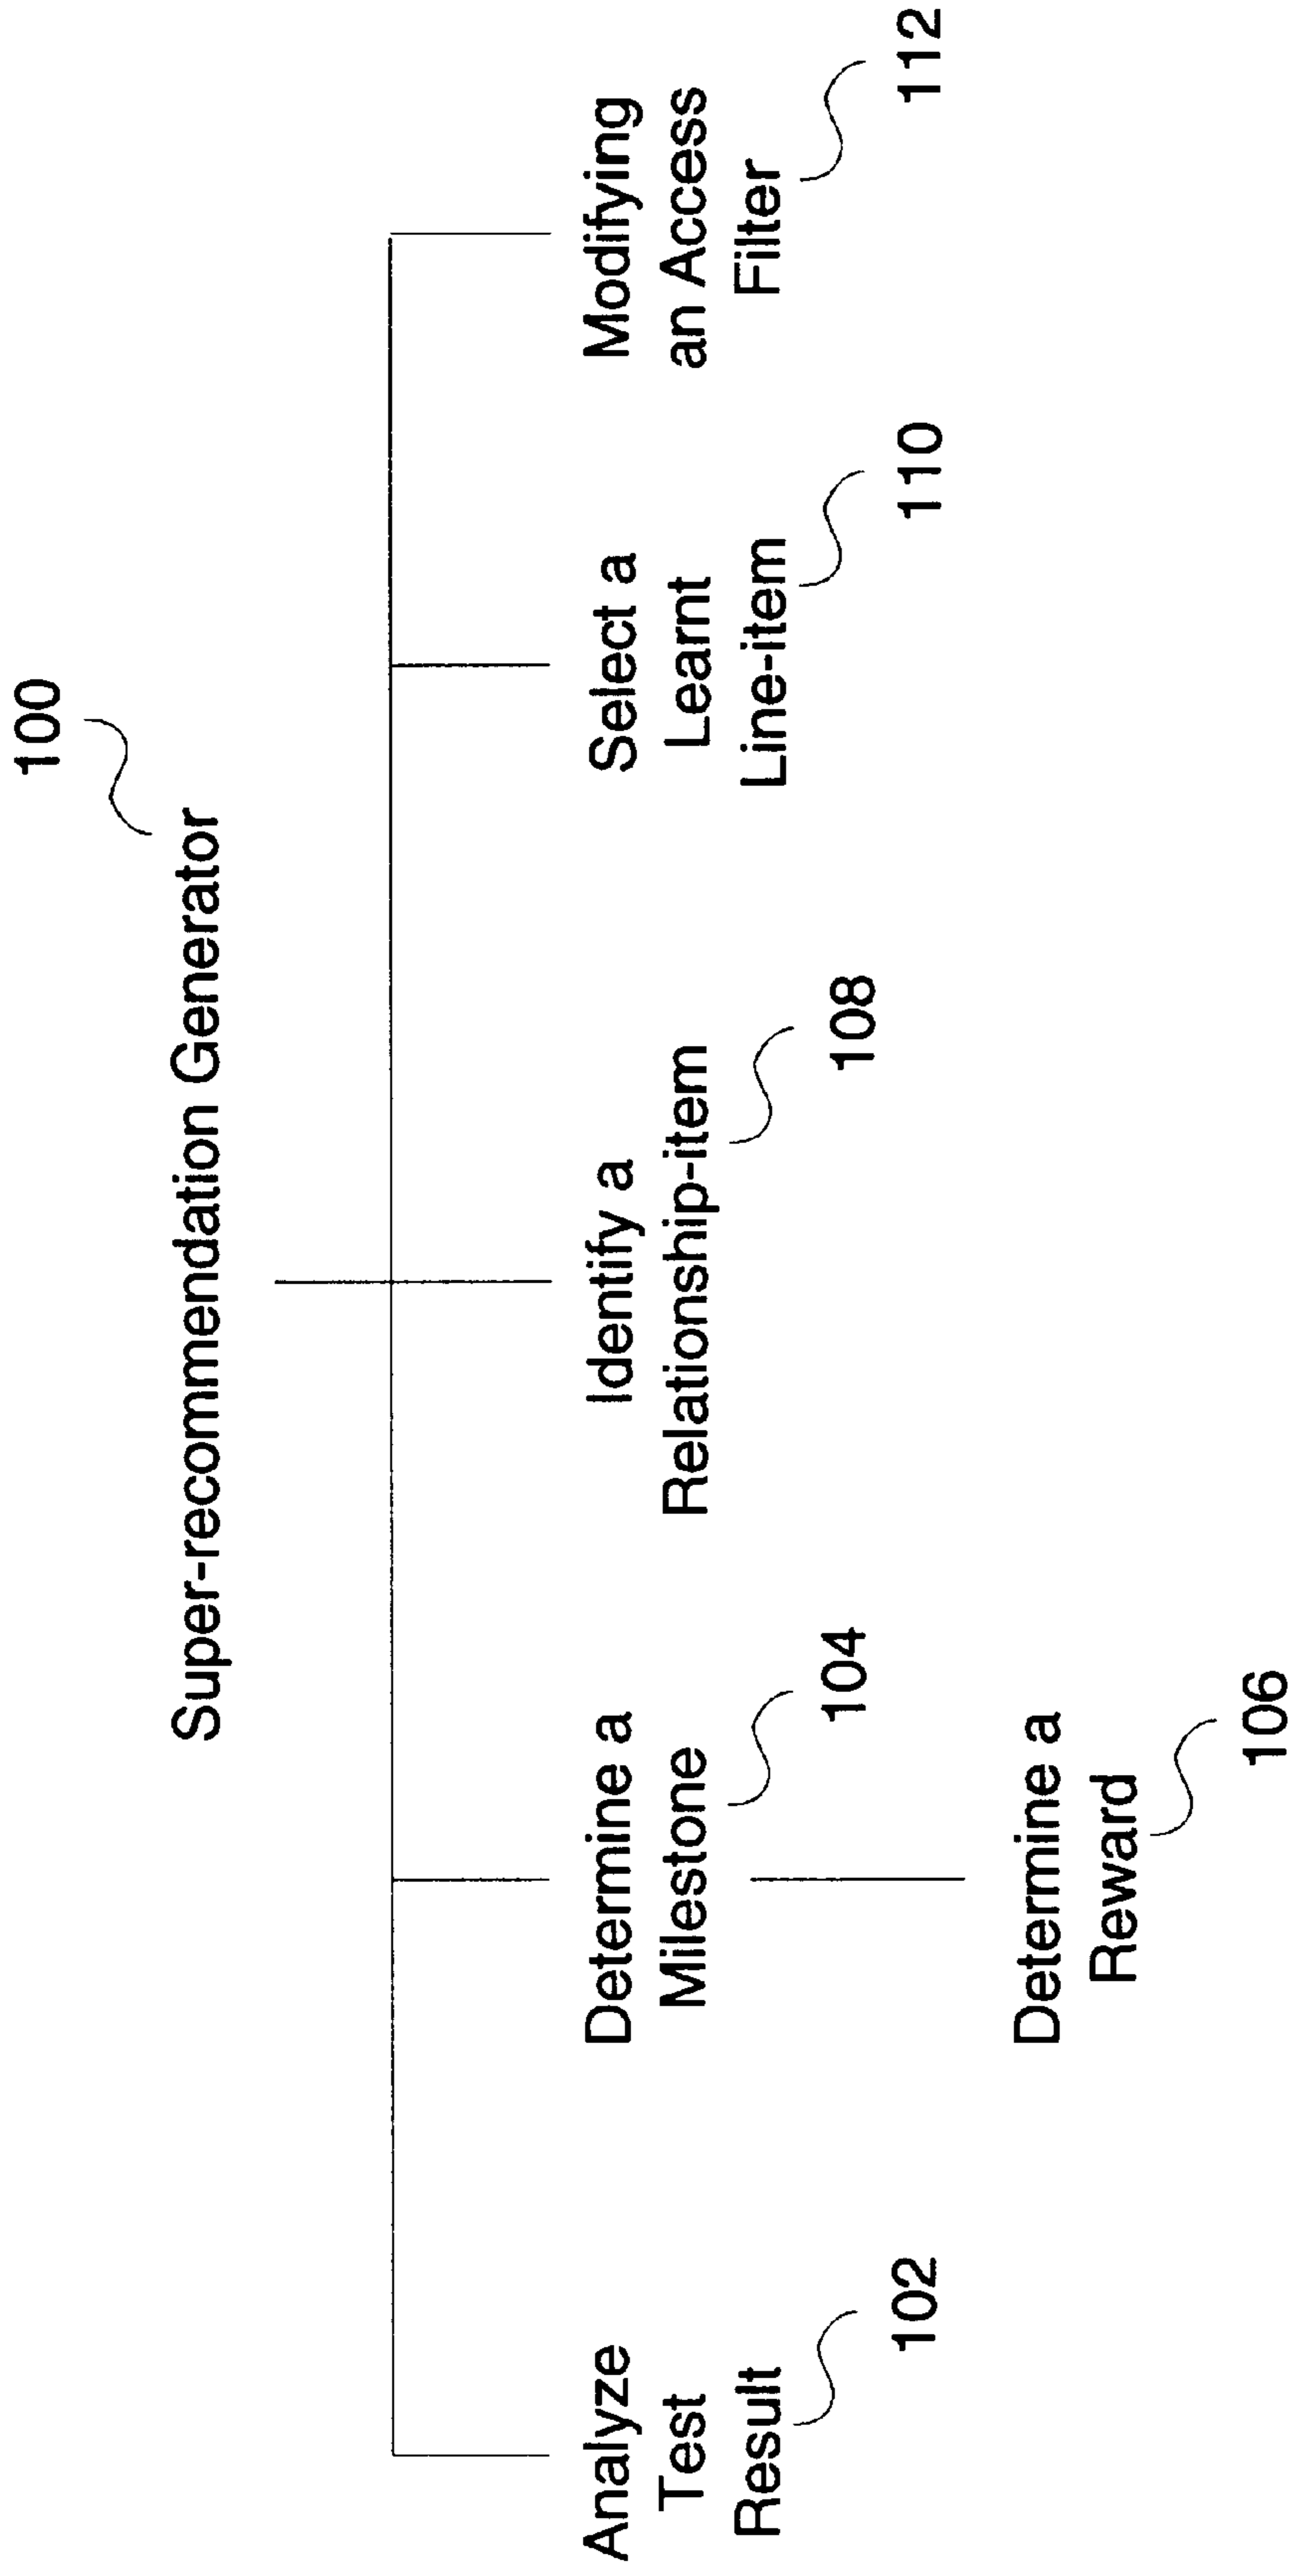 100
Super-recommendation Generator
Analyze
Test
Result
102
Determine a
Milestone
104
Determine a
Reward
106
Identify a
Relationship-item
108
Select a
Learnt
Line-item
110
Modifying
an Access
Filter
112